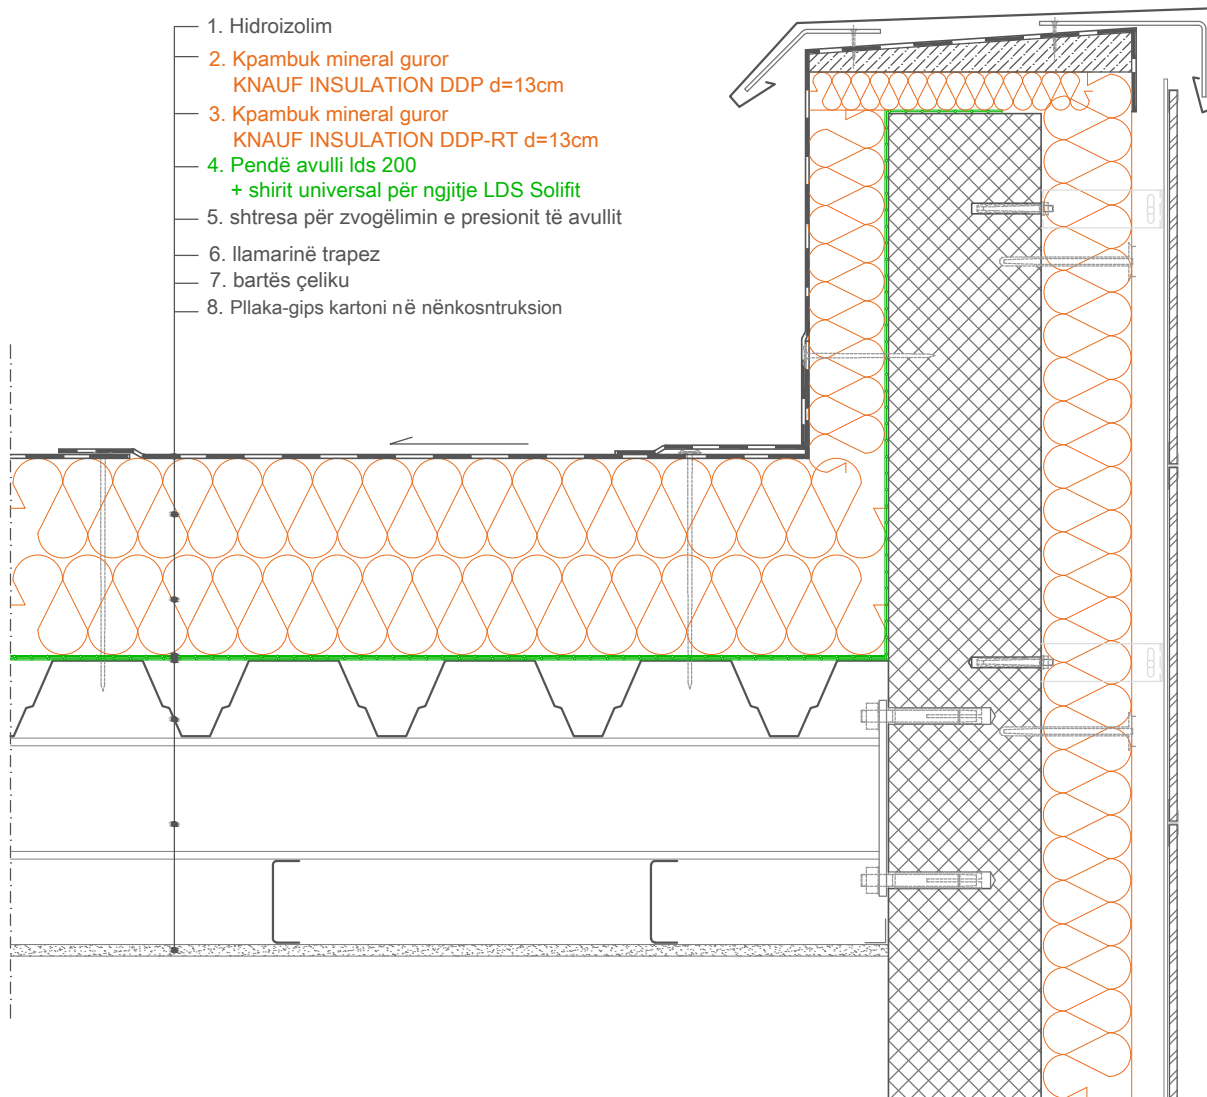 1. Hidroizolim
2. Kpambuk mineral guror
KNAUF INSULATION DDP d=13cm
3. Kpambuk mineral guror
KNAUF INSULATION DDP-RT d=13cm
4. Pendë avulli lds 200
+ shirit universal për ngjitje LDS Solifit
5. shtresa për zvogëlimin e presionit të avullit
6. llamarinë trapez
7. bartës çeliku
8. Pllaka-gips kartoni në nënkosntruksion